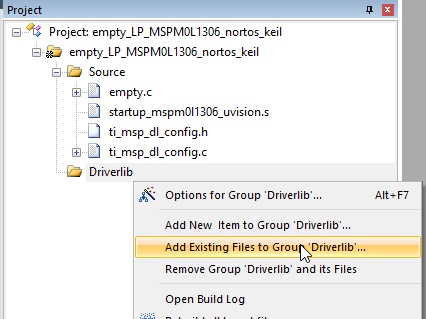 Project
Project: empty_LP_MSPM0L1306_nortos_keil
empty_LP_MSPM0L1306_nortos_keil
Source
empty.c
startup_mspm0l1306_uvision.s
ti_msp_dl_config.h
ti_msp_dl_config.c
Driverlib
Options for Group 'Driverlib'... Alt+F7
Add New Item to Group 'Driverlib'...
Add Existing Files to Group 'Driverlib'...
Remove Group 'Driverlib' and its Files
Open Build Log